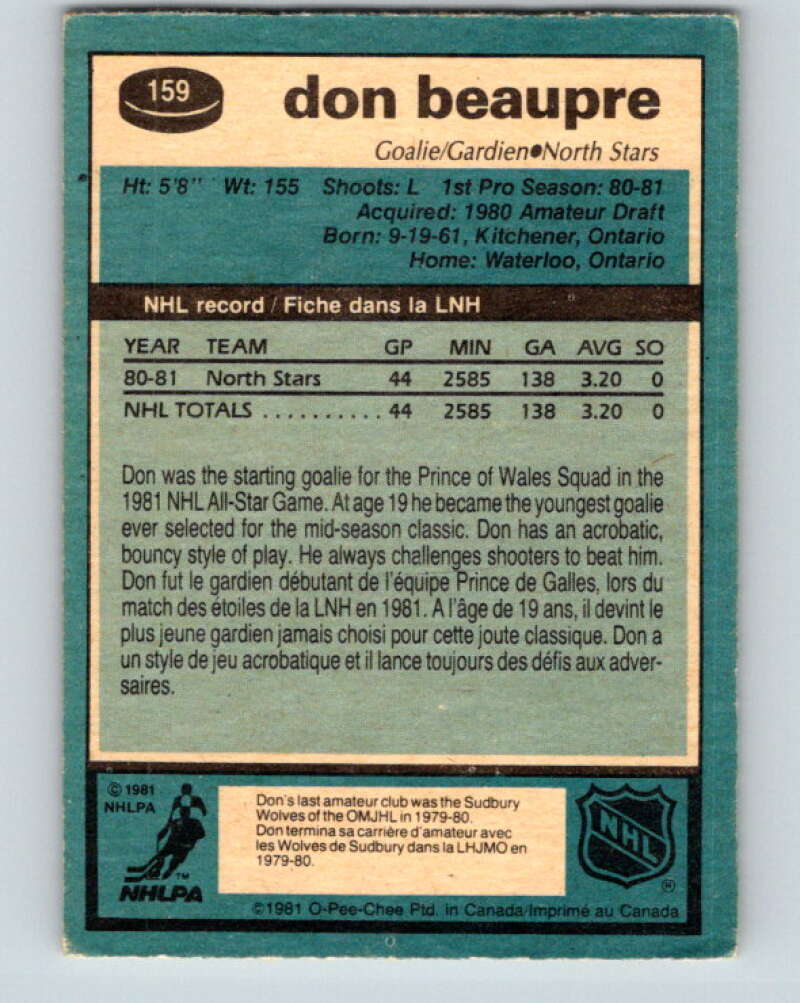 159
don beaupre
Goalie/Gardien●North Stars
Ht: 5'8" Wt: 155 Shoots: L 1st Pro Season: 80-81
Acquired: 1980 Amateur Draft
Born: 9-19-61, Kitchener, Ontario
Home: Waterloo, Ontario
NHL record / Fiche dans la LNH
YEAR TEAM GP MIN GA AVG SO
80-81 North Stars 44 2585 138 3.20 0
NHL TOTALS .......... 44 2585 138 3.20 0
Don was the starting goalie for the Prince of Wales Squad in the
1981 NHL All-Star Game. At age 19 he became the youngest goalie
ever selected for the mid-season classic. Don has an acrobatic,
bouncy style of play. He always challenges shooters to beat him.
Don fut le gardien débutant de l'équipe Prince de Galles, lors du
match des étoiles de la LNH en 1981. A l'âge de 19 ans, il devint le
plus jeune gardien jamais choisi pour cette joute classique. Don a
un style de jeu acrobatique et il lance toujours des défis aux adver-
saires.
© 1981
NHLPA
TM
NHLPA
Don's last amateur club was the Sudbury
Wolves of the OMJHL in 1979-80.
Don termina sa carrière d'amateur avec
les Wolves de Sudbury dans la LHJMO en
1979-80.
NHL
®
©1981 O-Pee-Chee Ptd. in Canada/Imprimé au Canada